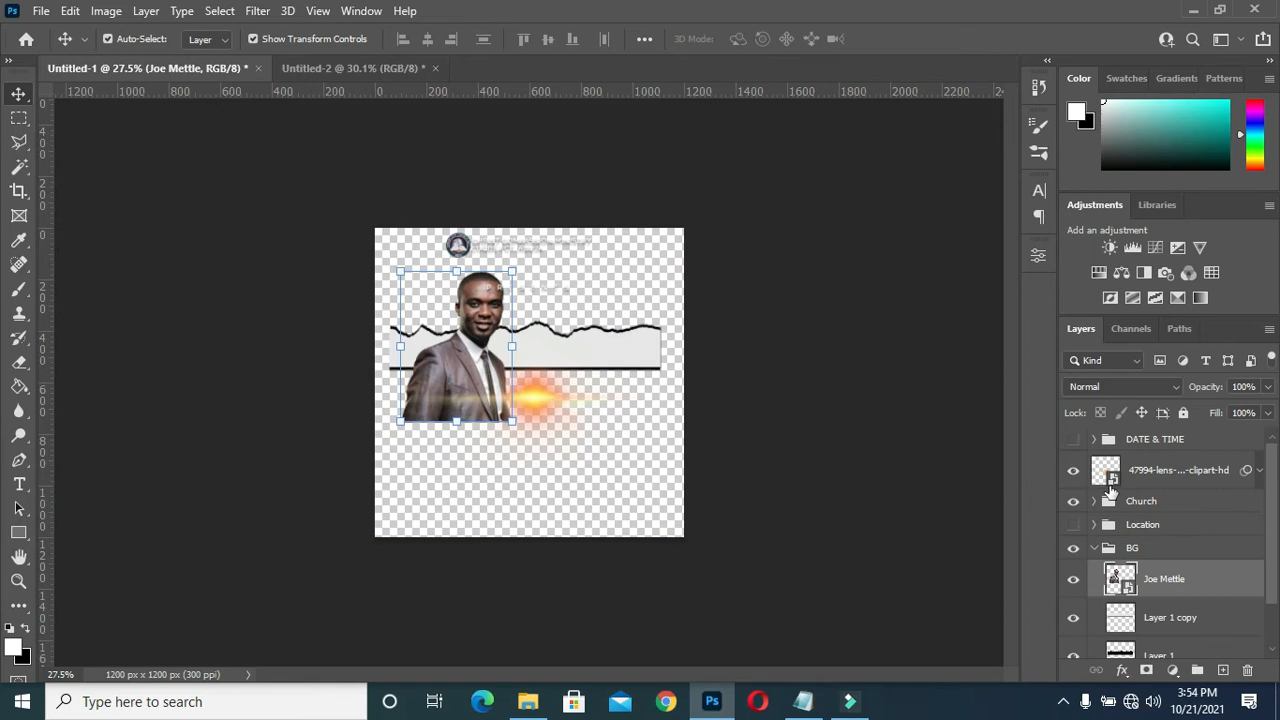 Ps File Edit Image Layer Type Select Filter 3D View Window Help
Auto-Select: Layer Show Transform Controls 3D Mode:
Untitled-1 @ 27.5% (Joe Mettle, RGB/8) * × Untitled-2 @ 30.1% (RGB/8) * ×
1200 1000 800 600 400 200 0 200 400 600 800 1000 1200 1400 1600 1800 2000 2200
Color Swatches Gradients Patterns
Adjustments Libraries
Add an adjustment
Layers Channels Paths
Kind
Normal Opacity: 100%
Lock: Fill: 100%
DATE & TIME
47994-lens-...-clipart-hd
Church
Location
BG
Joe Mettle
Layer 1 copy
Layer 1
27.5% 1200 px x 1200 px (300 ppi)
Type here to search
Ps
3:54 PM
10/21/2021